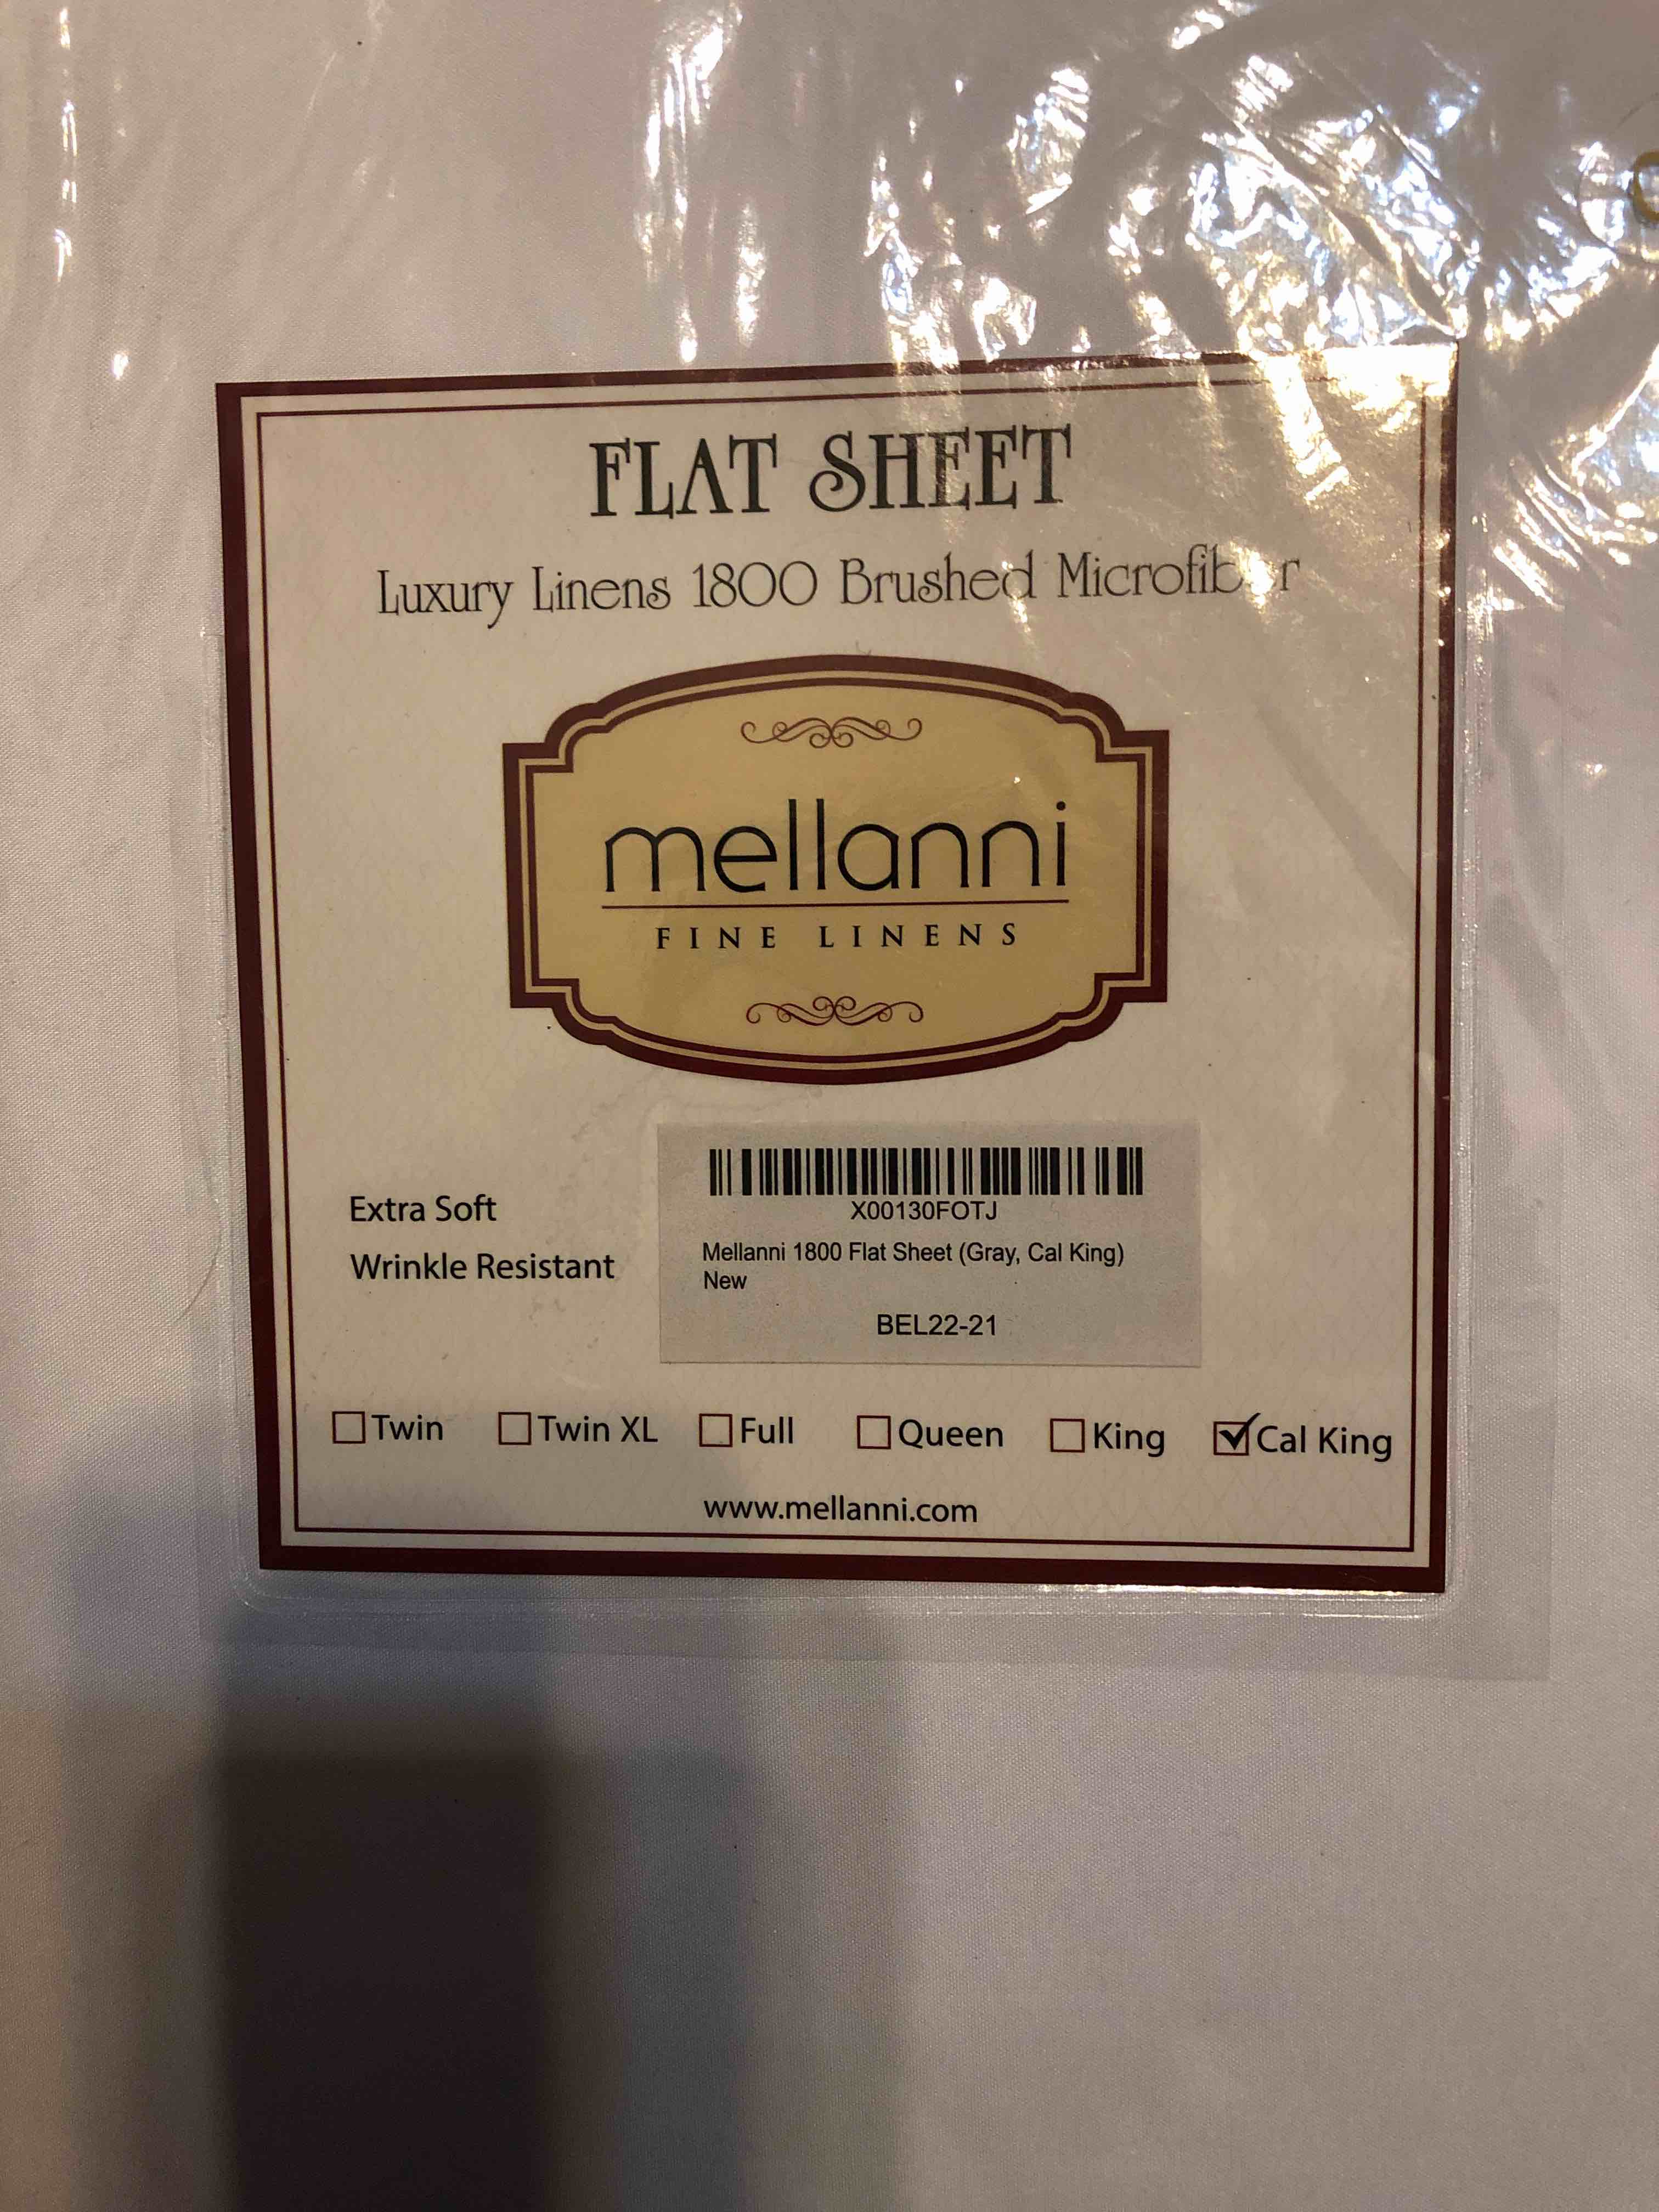 FLAT SHEET
Luxury Linens 1800 Brushed Microfiber
mellanni
FINE LINENS
Extra Soft
Wrinkle Resistant
X00130FOTJ
Mellanni 1800 Flat Sheet (Gray, Cal King)
New
BEL22-21
Twin Twin XL Full Queen King Cal King
www.mellanni.com